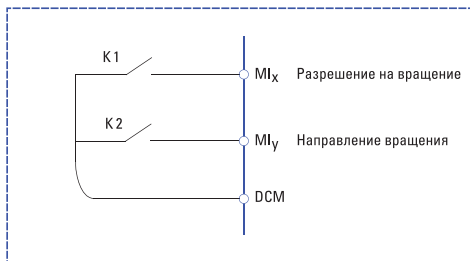 K1
MIx Разрешение на вращение
K2
MIy Направление вращения
DCM